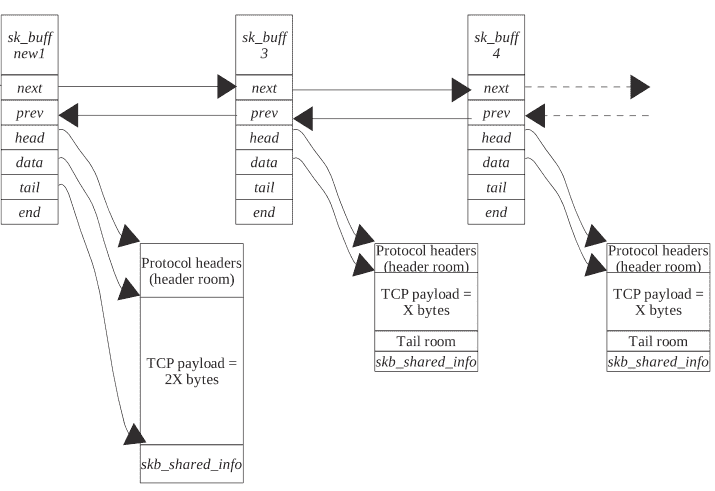 sk_buff
new1
next
prev
head
data
tail
end
sk_buff
3
next
prev
head
data
tail
end
sk_buff
4
next
prev
head
data
tail
end
Protocol headers
(header room)
TCP payload =
2X bytes
skb_shared_info
Protocol headers
(header room)
TCP payload =
X bytes
Tail room
skb_shared_info
Protocol headers
(header room)
TCP payload =
X bytes
Tail room
skb_shared_info